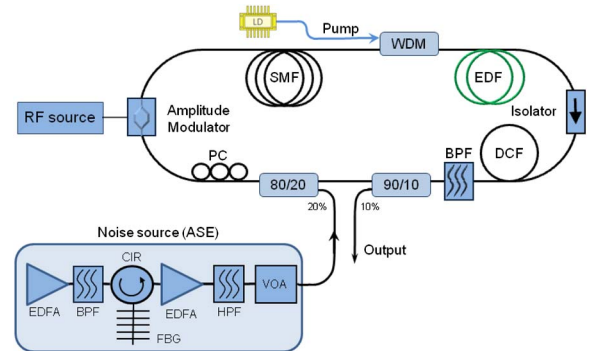 LD
Pump
WDM
SMF
EDF
RF source
Amplitude
Modulator
Isolator
PC
BPF
DCF
80/20
90/10
20%
10%
Output
Noise source (ASE)
CIR
VOA
EDFA
BPF
EDFA
HPF
FBG